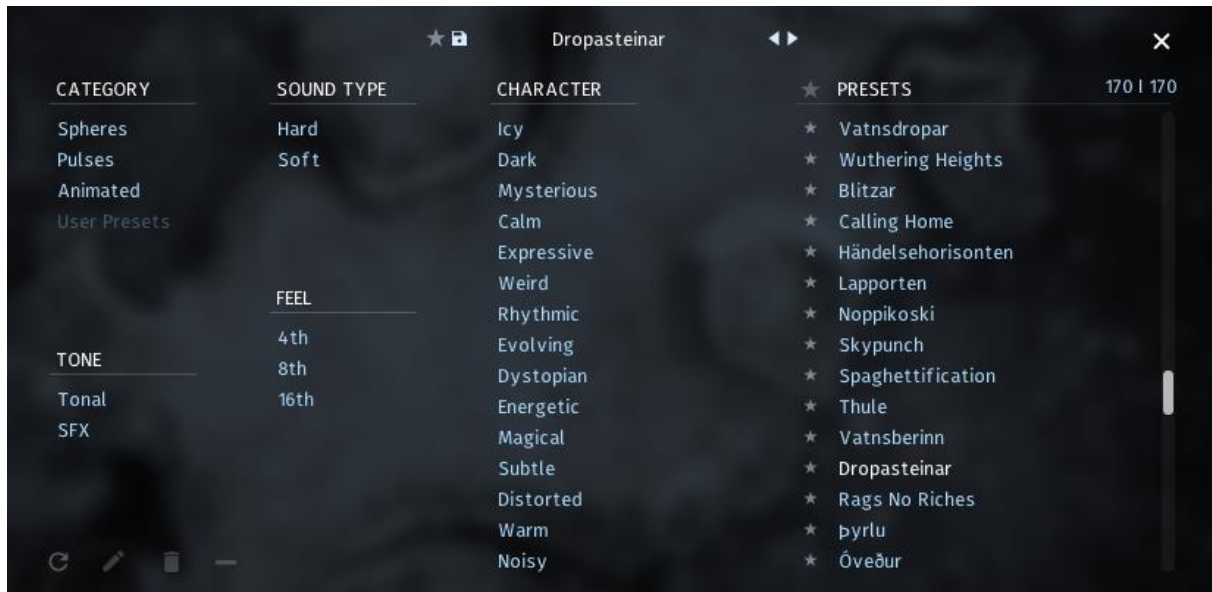 Dropasteinar
CATEGORY
Spheres
Pulses
Animated
User Presets
TONE
Tonal
SFX
SOUND TYPE
Hard
Soft
FEEL
4th
8th
16th
CHARACTER
Icy
Dark
Mysterious
Calm
Expressive
Weird
Rhythmic
Evolving
Dystopian
Energetic
Magical
Subtle
Distorted
Warm
Noisy
PRESETS
170 | 170
Vatnsdropar
Wuthering Heights
Blitzar
Calling Home
Händelsehorisonten
Lapporten
Noppikoski
Skypunch
Spaghettification
Thule
Vatnsberinn
Dropasteinar
Rags No Riches
Þyrlu
Óveður